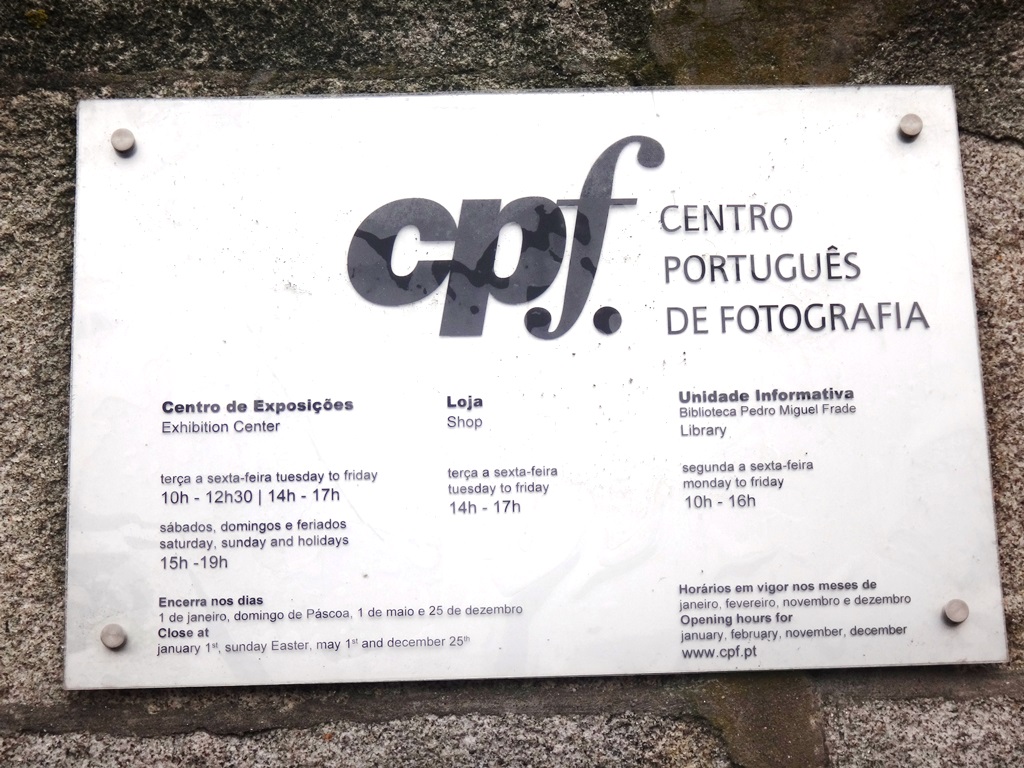 cpf.
CENTRO
PORTUGUÊS
DE FOTOGRAFIA
Centro de Exposições
Exhibition Center
terça a sexta-feira tuesday to friday
10h - 12h30 | 14h - 17h
sábados, domingos e feriados
saturday, sunday and holidays
15h -19h
Loja
Shop
terça a sexta-feira
tuesday to friday
14h - 17h
Unidade Informativa
Biblioteca Pedro Miguel Frade
Library
segunda a sexta-feira
monday to friday
10h - 16h
Encerra nos dias
1 de janeiro, domingo de Páscoa, 1 de maio e 25 de dezembro
Close at
january 1st, sunday Easter, may 1st and december 25th
Horários em vigor nos meses de
janeiro, fevereiro, novembro e dezembro
Opening hours for
january, february, november, december
www.cpf.pt